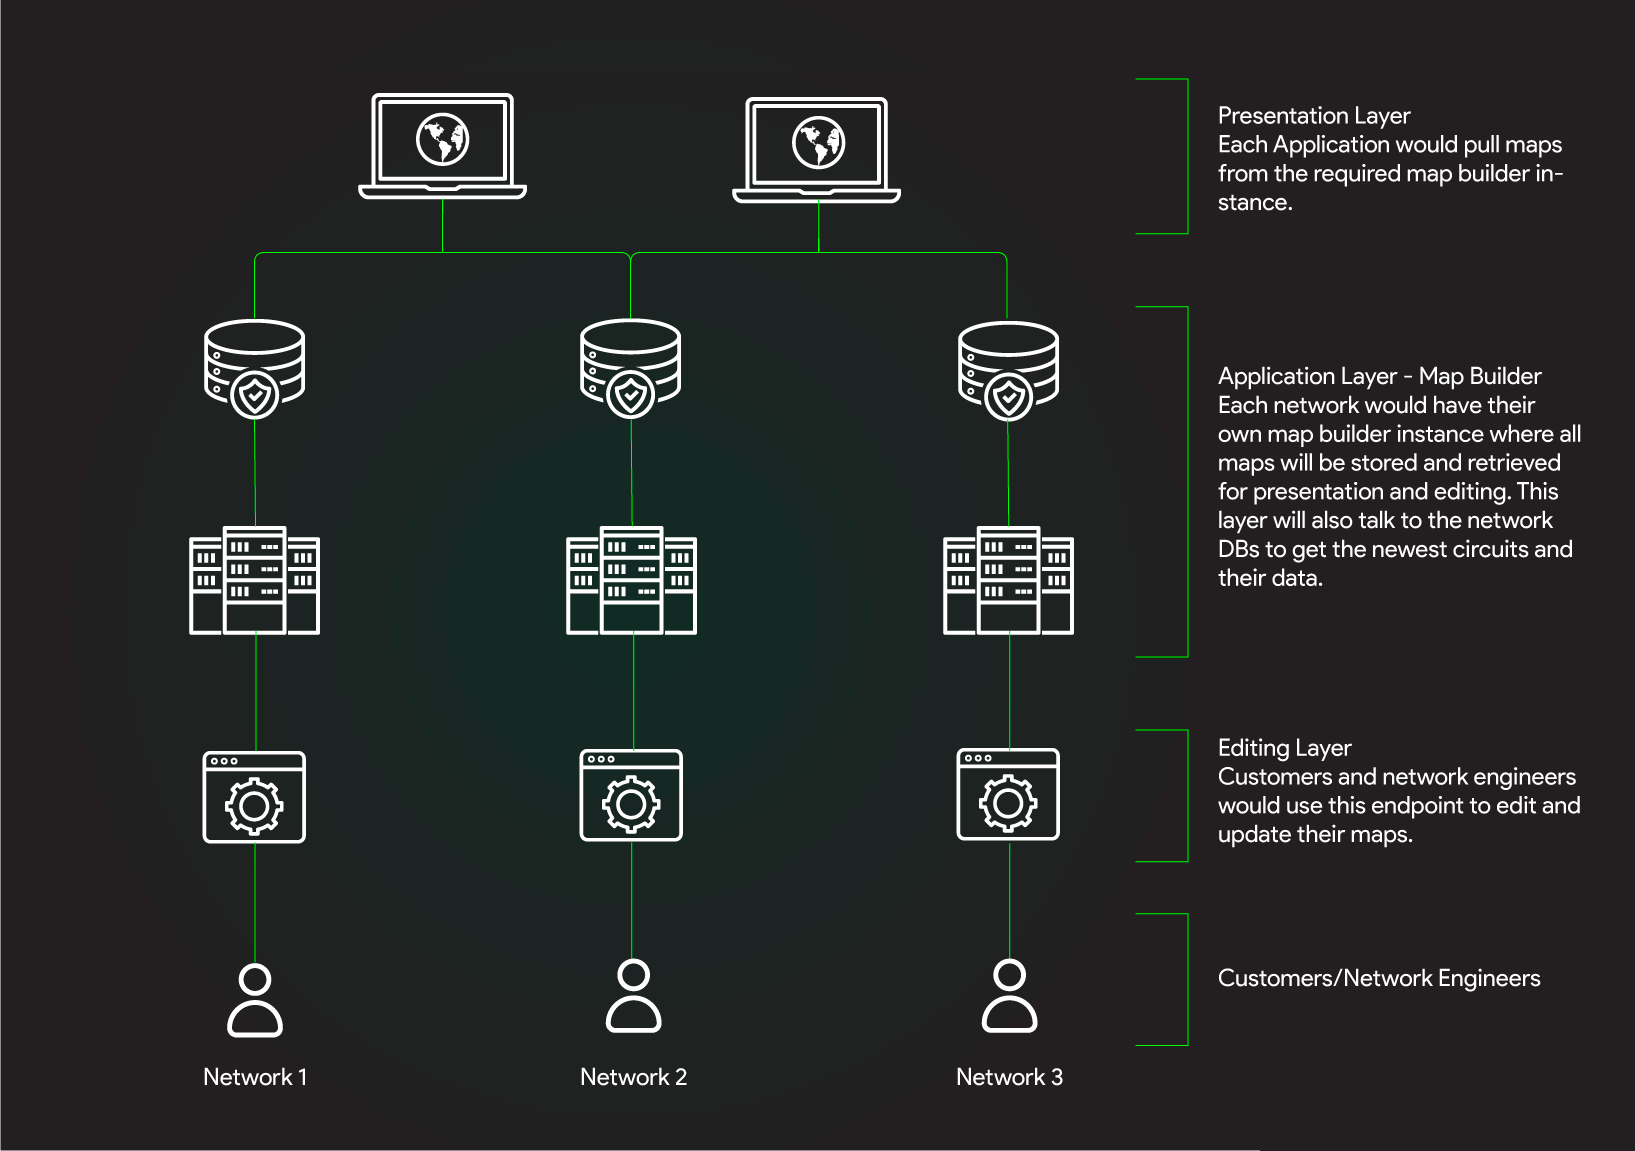 Presentation Layer
Each Application would pull maps
from the required map builder in-
stance.
Application Layer - Map Builder
Each network would have their
own map builder instance where all
maps will be stored and retrieved
for presentation and editing. This
layer will also talk to the network
DBs to get the newest circuits and
their data.
Editing Layer
Customers and network engineers
would use this endpoint to edit and
update their maps.
Customers/Network Engineers
Network 1
Network 2
Network 3